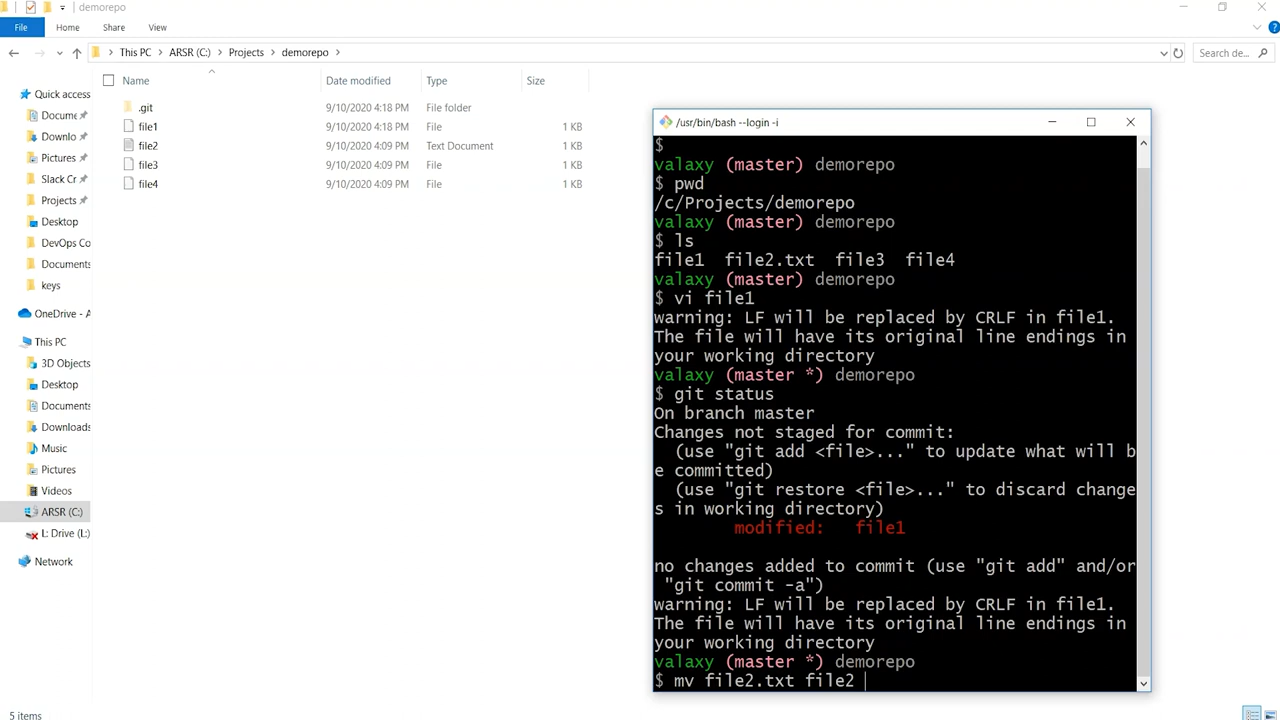 demorepo
File Home Share View
This PC ARSR (C:) Projects demorepo
Search de...
Name Date modified Type Size
.git 9/10/2020 4:18 PM File folder
file1 9/10/2020 4:18 PM File 1 KB
file2 9/10/2020 4:09 PM Text Document 1 KB
file3 9/10/2020 4:09 PM File 1 KB
file4 9/10/2020 4:09 PM File 1 KB
Quick access
Docume
Downlo
Pictures
Slack Cr
Projects
Desktop
DevOps Co
Documents
keys
OneDrive - A
This PC
3D Objects
Desktop
Documents
Downloads
Music
Pictures
Videos
ARSR (C:)
L: Drive (L:)
Network
5 items
/usr/bin/bash --login -i
$
valaxy (master) demorepo
$ pwd
/c/Projects/demorepo
valaxy (master) demorepo
$ ls
file1 file2.txt file3 file4
valaxy (master) demorepo
$ vi file1
warning: LF will be replaced by CRLF in file1.
The file will have its original line endings in
your working directory
valaxy (master *) demorepo
$ git status
On branch master
Changes not staged for commit:
(use "git add <file>..." to update what will b
e committed)
(use "git restore <file>..." to discard change
s in working directory)
modified: file1
no changes added to commit (use "git add" and/or
"git commit -a")
warning: LF will be replaced by CRLF in file1.
The file will have its original line endings in
your working directory
valaxy (master *) demorepo
$ mv file2.txt file2